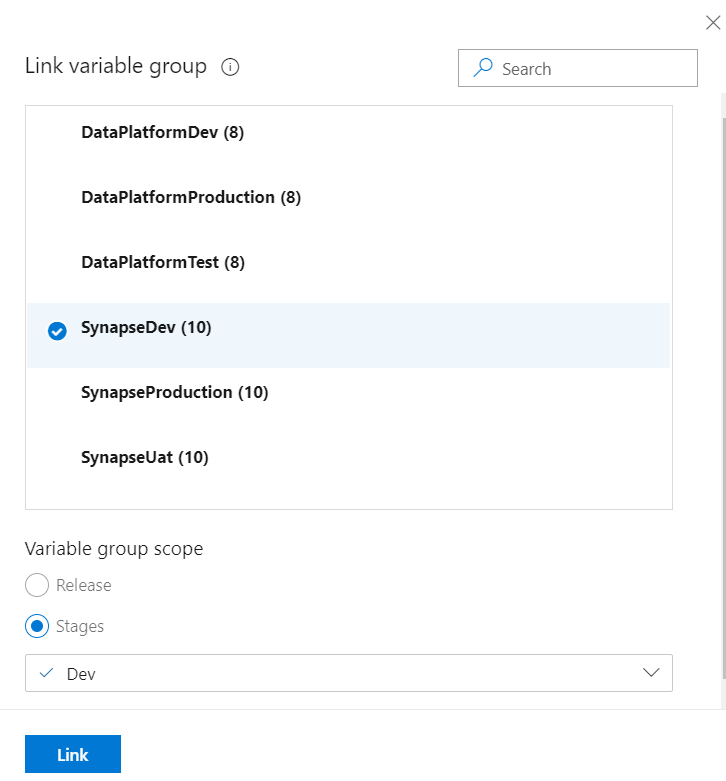 Link variable group
Search
DataPlatformDev (8)
DataPlatformProduction (8)
DataPlatformTest (8)
SynapseDev (10)
SynapseProduction (10)
SynapseUat (10)
Variable group scope
Release
Stages
Dev
Link